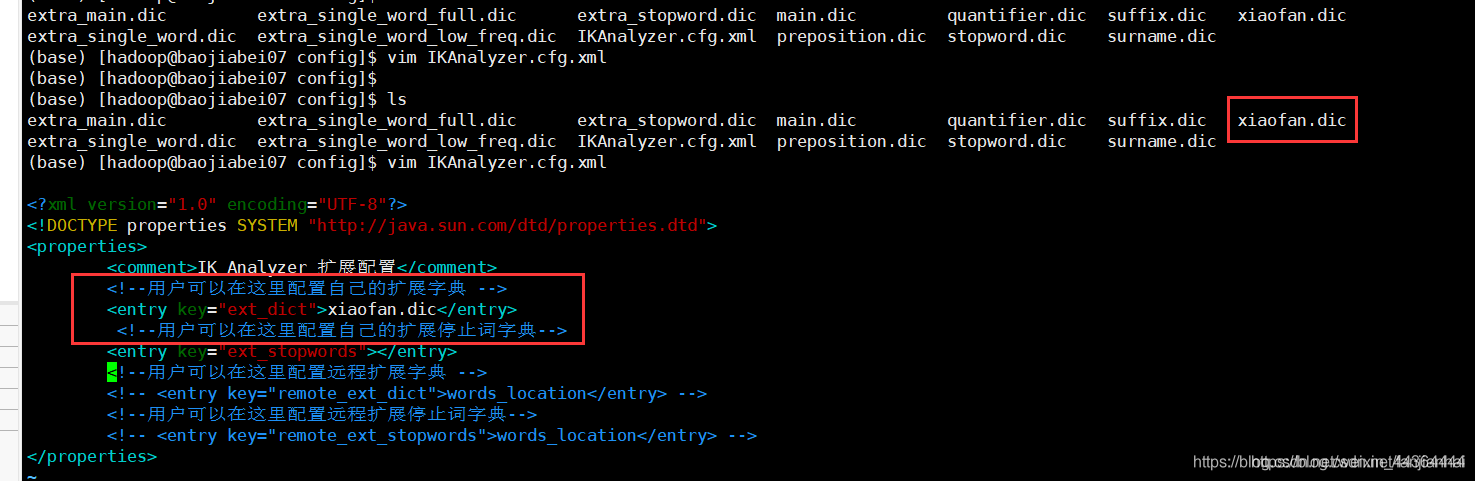 extra_main.dic extra_single_word_full.dic extra_stopword.dic main.dic quantifier.dic suffix.dic xiaofan.dic
extra_single_word.dic extra_single_word_low_freq.dic IKAnalyzer.cfg.xml preposition.dic stopword.dic surname.dic
(base) [hadoop@baojiabei07 config]$ vim IKAnalyzer.cfg.xml
(base) [hadoop@baojiabei07 config]$
(base) [hadoop@baojiabei07 config]$ ls
extra_main.dic extra_single_word_full.dic extra_stopword.dic main.dic quantifier.dic suffix.dic xiaofan.dic
extra_single_word.dic extra_single_word_low_freq.dic IKAnalyzer.cfg.xml preposition.dic stopword.dic surname.dic
(base) [hadoop@baojiabei07 config]$ vim IKAnalyzer.cfg.xml
<?xml version="1.0" encoding="UTF-8"?>
<!DOCTYPE properties SYSTEM "http://java.sun.com/dtd/properties.dtd">
<properties>
<comment>IK Analyzer 扩展配置</comment>
<!--用户可以在这里配置自己的扩展字典 -->
<entry key="ext_dict">xiaofan.dic</entry>
<!--用户可以在这里配置自己的扩展停止词字典-->
<entry key="ext_stopwords"></entry>
<!--用户可以在这里配置远程扩展字典 -->
<!-- <entry key="remote_ext_dict">words_location</entry> -->
<!--用户可以在这里配置远程扩展停止词字典-->
<!-- <entry key="remote_ext_stopwords">words_location</entry> -->
</properties>
~